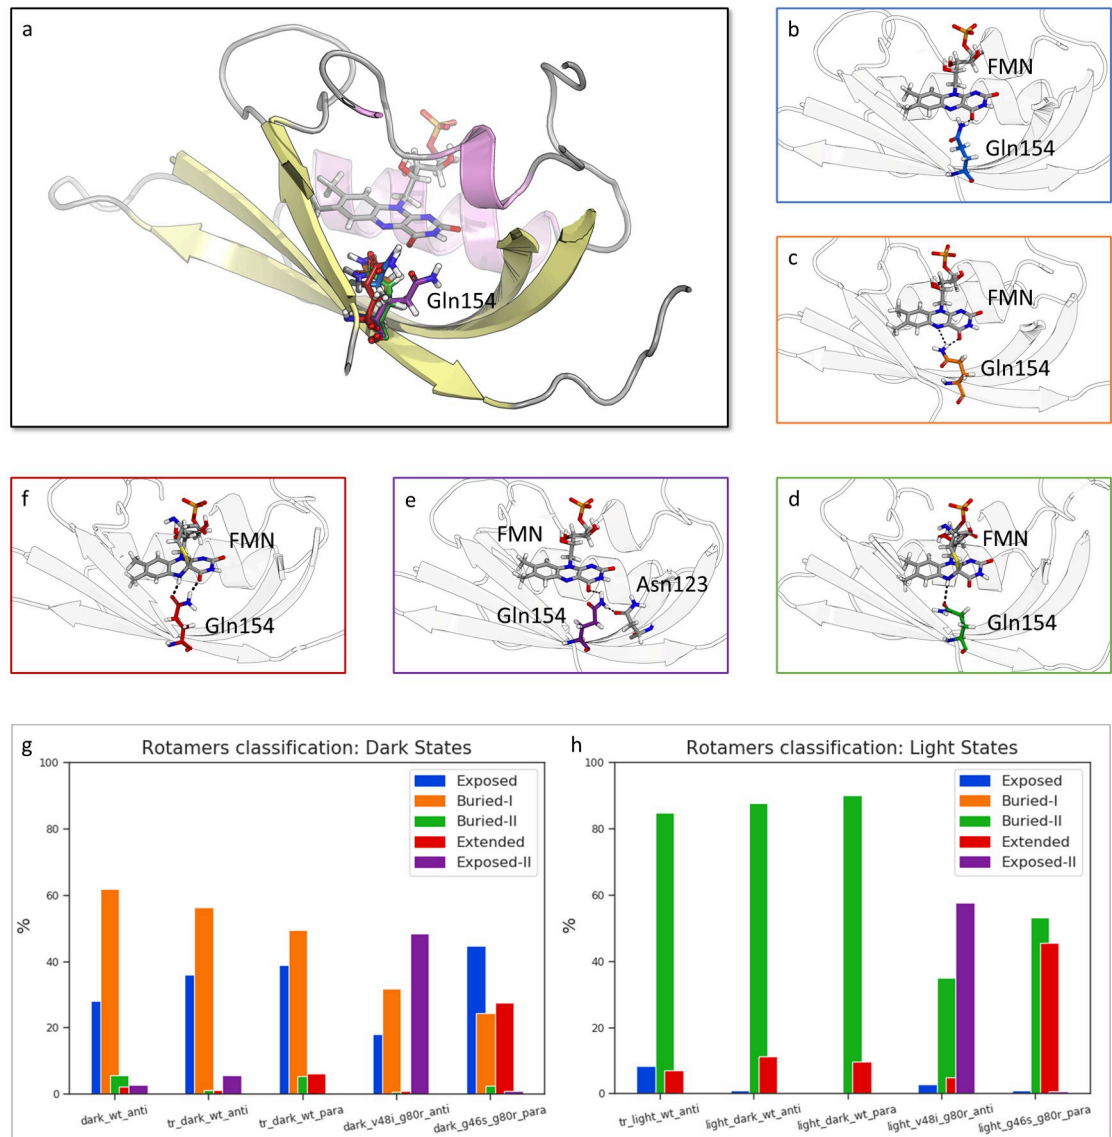 a
Gln154
b
FMN
Gln154
c
FMN
Gln154
f
FMN
Gln154
e
FMN
Asn123
Gln154
d
FMN
Gln154
g
Rotamers classification: Dark States
100
80
60
40
20
0
%
Exposed
Buried-I
Buried-II
Extended
Exposed-II
dark_wt_anti
tr_dark_wt_anti
tr_dark_wt_para
dark_v48i_g80r_anti
dark_g46s_g80r_para
h
Rotamers classification: Light States
100
80
60
40
20
0
%
Exposed
Buried-I
Buried-II
Extended
Exposed-II
tr_light_wt_anti
light_dark_wt_anti
light_dark_wt_para
light_v48i_g80r_anti
light_g46s_g80r_para